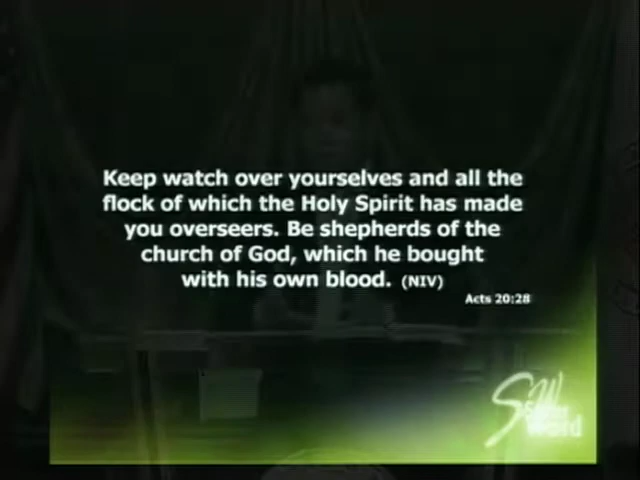 Keep watch over yourselves and all the
flock of which the Holy Spirit has made
you overseers. Be shepherds of the
church of God, which he bought
with his own blood. (NIV)
Acts 20:28